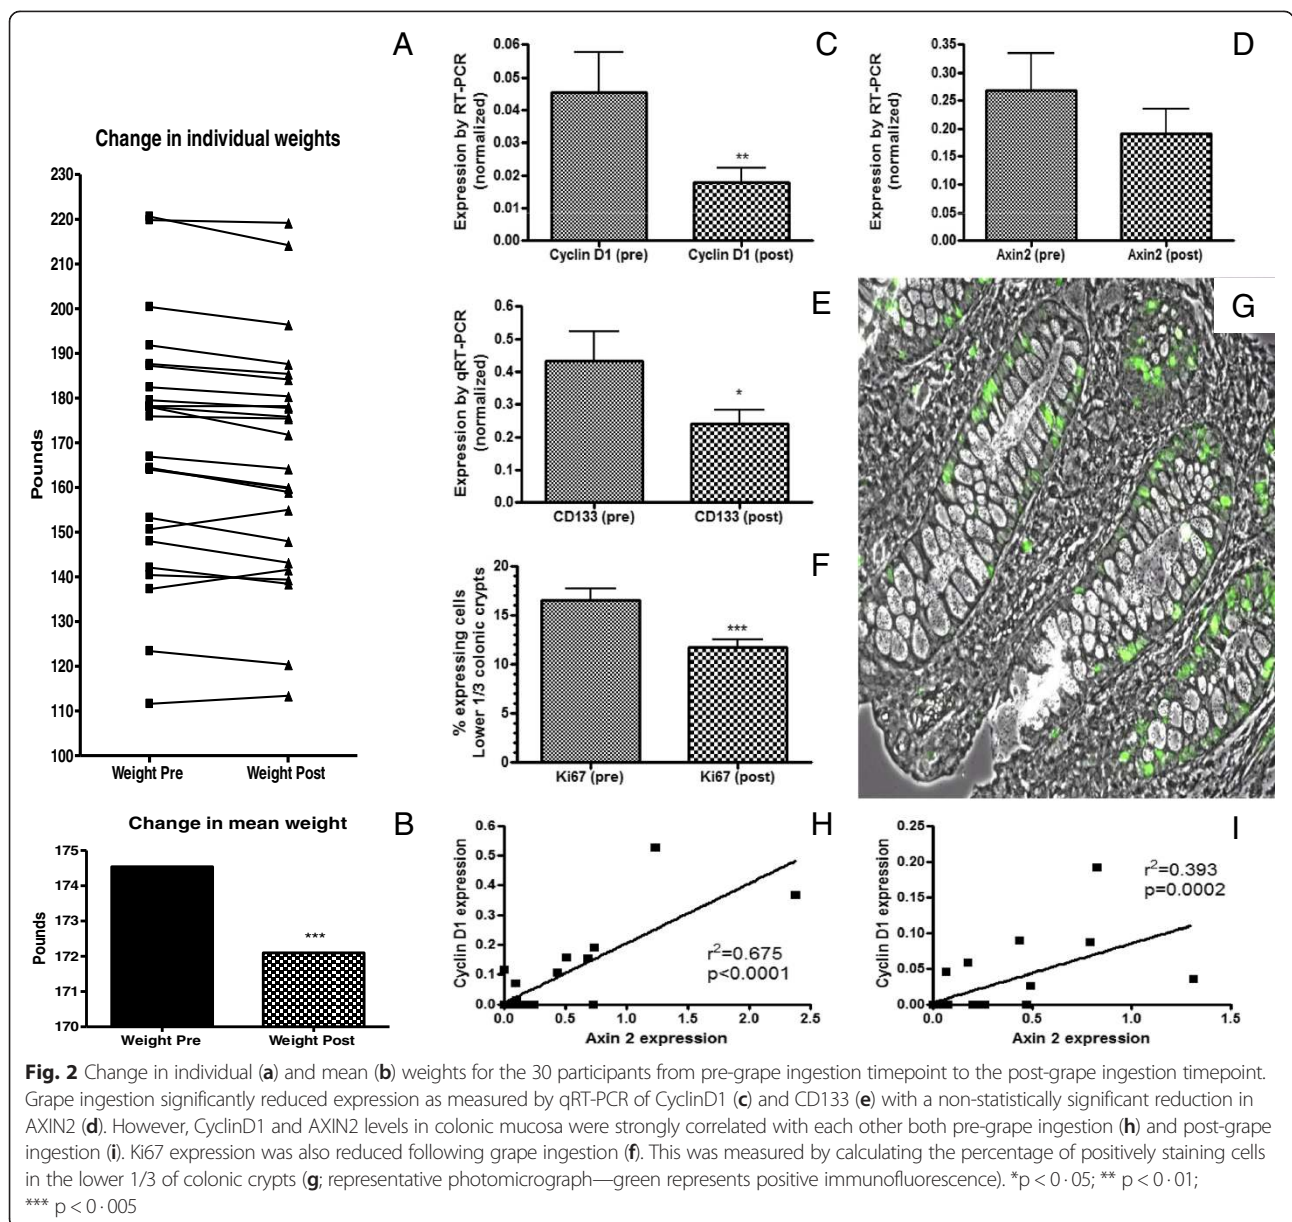 A
Change in individual weights
230
220
210
200
190
180
170
160
150
140
130
120
110
100
Pounds
Weight Pre Weight Post
B
Change in mean weight
175
174
173
172
171
170
Pounds
***
Weight Pre Weight Post
C
0.06
0.05
0.04
0.03
0.02
0.01
0.00
Expression by RT-PCR
(normalized)
**
Cyclin D1 (pre) Cyclin D1 (post)
D
0.35
0.30
0.25
0.20
0.15
0.10
0.05
0.00
Expression by RT-PCR
(normalized)
Axin2 (pre) Axin2 (post)
E
0.6
0.5
0.4
0.3
0.2
0.1
0.0
Expression by qRT-PCR
(normalized)
*
CD133 (pre) CD133 (post)
F
20
15
10
5
0
% expressing cells
Lower 1/3 colonic crypts
***
Ki67 (pre) Ki67 (post)
G
H
0.6
0.5
0.4
0.3
0.2
0.1
0.0
Cyclin D1 expression
r²=0.675
p<0.0001
0.0 0.5 1.0 1.5 2.0 2.5
Axin 2 expression
I
0.25
0.20
0.15
0.10
0.05
0.00
Cyclin D1 expression
r²=0.393
p=0.0002
0.0 0.5 1.0 1.5
Axin 2 expression
Fig. 2 Change in individual (a) and mean (b) weights for the 30 participants from pre-grape ingestion timepoint to the post-grape ingestion timepoint.
Grape ingestion significantly reduced expression as measured by qRT-PCR of CyclinD1 (c) and CD133 (e) with a non-statistically significant reduction in
AXIN2 (d). However, CyclinD1 and AXIN2 levels in colonic mucosa were strongly correlated with each other both pre-grape ingestion (h) and post-grape
ingestion (i). Ki67 expression was also reduced following grape ingestion (f). This was measured by calculating the percentage of positively staining cells
in the lower 1/3 of colonic crypts (g; representative photomicrograph—green represents positive immunofluorescence). *p < 0·05; ** p < 0·01;
*** p < 0·005